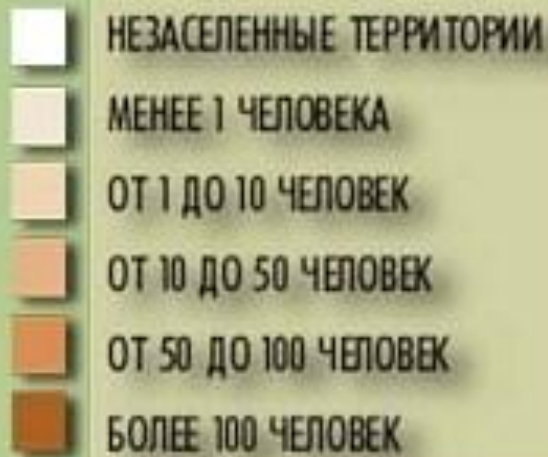 НЕЗАСЕЛЕННЫЕ ТЕРРИТОРИИ
МЕНЕЕ 1 ЧЕЛОВЕКА
ОТ 1 ДО 10 ЧЕЛОВЕК
ОТ 10 ДО 50 ЧЕЛОВЕК
ОТ 50 ДО 100 ЧЕЛОВЕК
БОЛЕЕ 100 ЧЕЛОВЕК